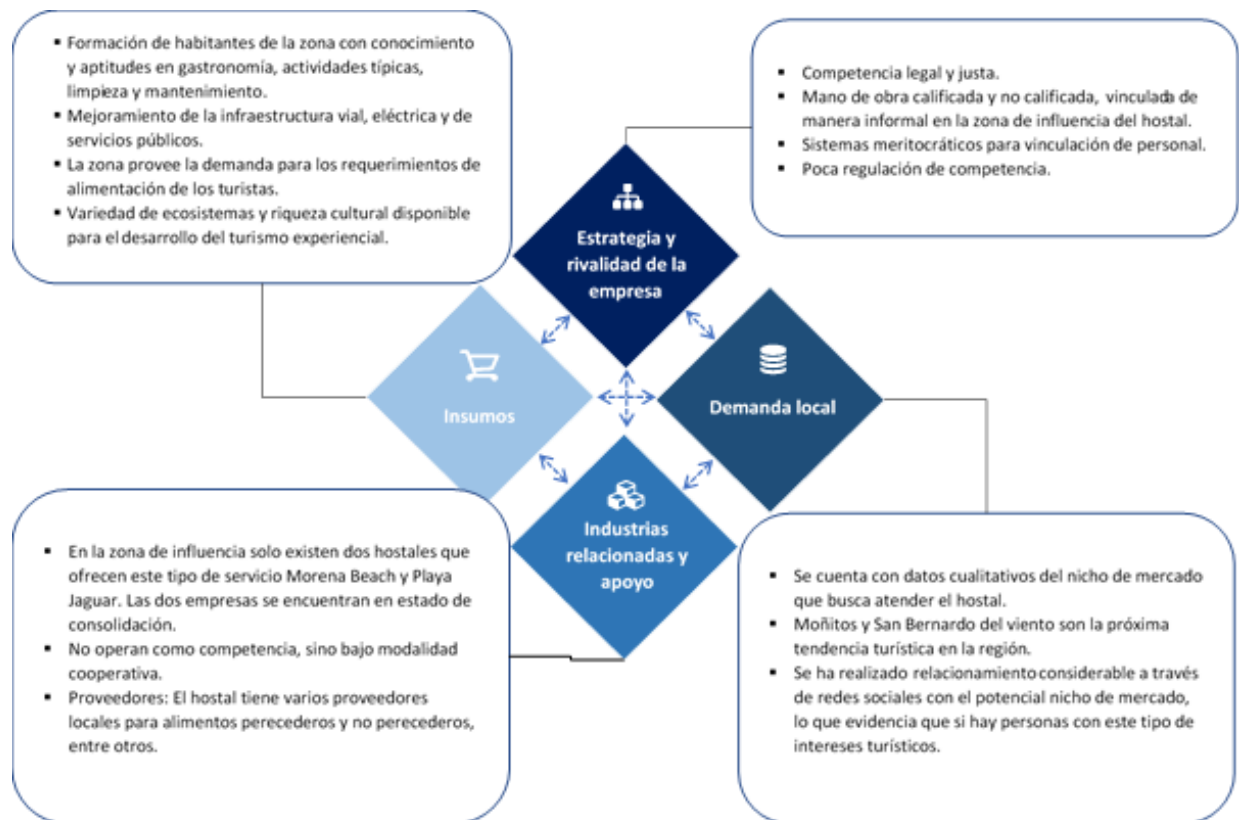 ▪ Formación de habitantes de la zona con conocimiento
y aptitudes en gastronomía, actividades típicas,
limpieza y mantenimiento.
▪ Mejoramiento de la infraestructura vial, eléctrica y de
servicios públicos.
▪ La zona provee la demanda para los requerimientos de
alimentación de los turistas.
▪ Variedad de ecosistemas y riqueza cultural disponible
para el desarrollo del turismo experiencial.
▪ Competencia legal y justa.
▪ Mano de obra calificada y no calificada, vinculada de
manera informal en la zona de influencia del hostal.
▪ Sistemas meritocráticos para vinculación de personal.
▪ Poca regulación de competencia.
Estrategia y
rivalidad de la
empresa
Insumos
Demanda local
Industrias
relacionadas y
apoyo
▪ En la zona de influencia solo existen dos hostales que
ofrecen este tipo de servicio Morena Beach y Playa
Jaguar. Las dos empresas se encuentran en estado de
consolidación.
▪ No operan como competencia, sino bajo modalidad
cooperativa.
▪ Proveedores: El hostal tiene varios proveedores
locales para alimentos perecederos y no perecederos,
entre otros.
▪ Se cuenta con datos cualitativos del nicho de mercado
que busca atender el hostal.
▪ Moñitos y San Bernardo del viento son la próxima
tendencia turística en la región.
▪ Se ha realizado relacionamiento considerable a través
de redes sociales con el potencial nicho de mercado,
lo que evidencia que si hay personas con este tipo de
intereses turísticos.